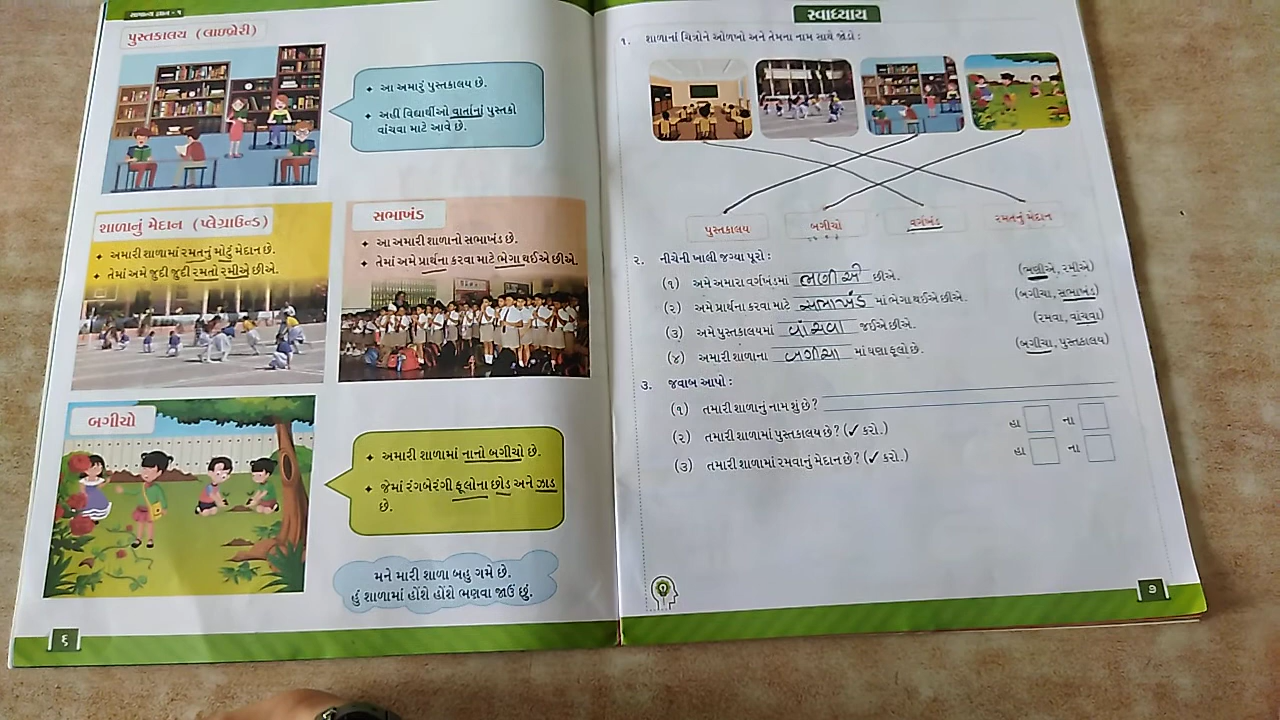 સામાન્ય જ્ઞાન - ૧
પુસ્તકાલય (લાઇબ્રેરી)
આ અમારું પુસ્તકાલય છે.
અહીં વિદ્યાર્થીઓ વાર્તાનાં પુસ્તકો
વાંચવા માટે આવે છે.
શાળાનું મેદાન (પ્લેગ્રાઉન્ડ)
અમારી શાળામાં રમતનું મોટું મેદાન છે.
તેમાં અમે જુદી જુદી રમતો રમીએ છીએ.
સભાખંડ
આ અમારી શાળાનો સભાખંડ છે.
તેમાં અમે પ્રાર્થના કરવા માટે ભેગા થઈએ છીએ.
બગીચો
અમારી શાળામાં નાનો બગીચો છે.
જેમાં રંગબેરંગી ફૂલોના છોડ અને ઝાડ
છે.
મને મારી શાળા બહુ ગમે છે.
હું શાળામાં હોંશે હોંશે ભણવા જાઉં છું.
૬
સ્વાધ્યાય
૧. શાળાનાં ચિત્રોને ઓળખો અને તેમના નામ સાથે જોડો :
પુસ્તકાલય બગીચો વર્ગખંડ રમતનું મેદાન
૨. નીચેની ખાલી જગ્યા પૂરો :
(૧) અમે અમારા વર્ગખંડમાં ભણીએ છીએ. (ભણીએ, રમીએ)
(૨) અમે પ્રાર્થના કરવા માટે સભાખંડ માં ભેગા થઈએ છીએ. (બગીચા, સભાખંડ)
(૩) અમે પુસ્તકાલયમાં વાંચવા જઈએ છીએ. (રમવા, વાંચવા)
(૪) અમારી શાળાના બગીચા માં ઘણા ફૂલો છે. (બગીચા, પુસ્તકાલય)
૩. જવાબ આપો :
(૧) તમારી શાળાનું નામ શું છે?
(૨) તમારી શાળામાં પુસ્તકાલય છે? (✓ કરો.) હા ના
(૩) તમારી શાળામાં રમવાનું મેદાન છે? (✓ કરો.) હા ના
૭